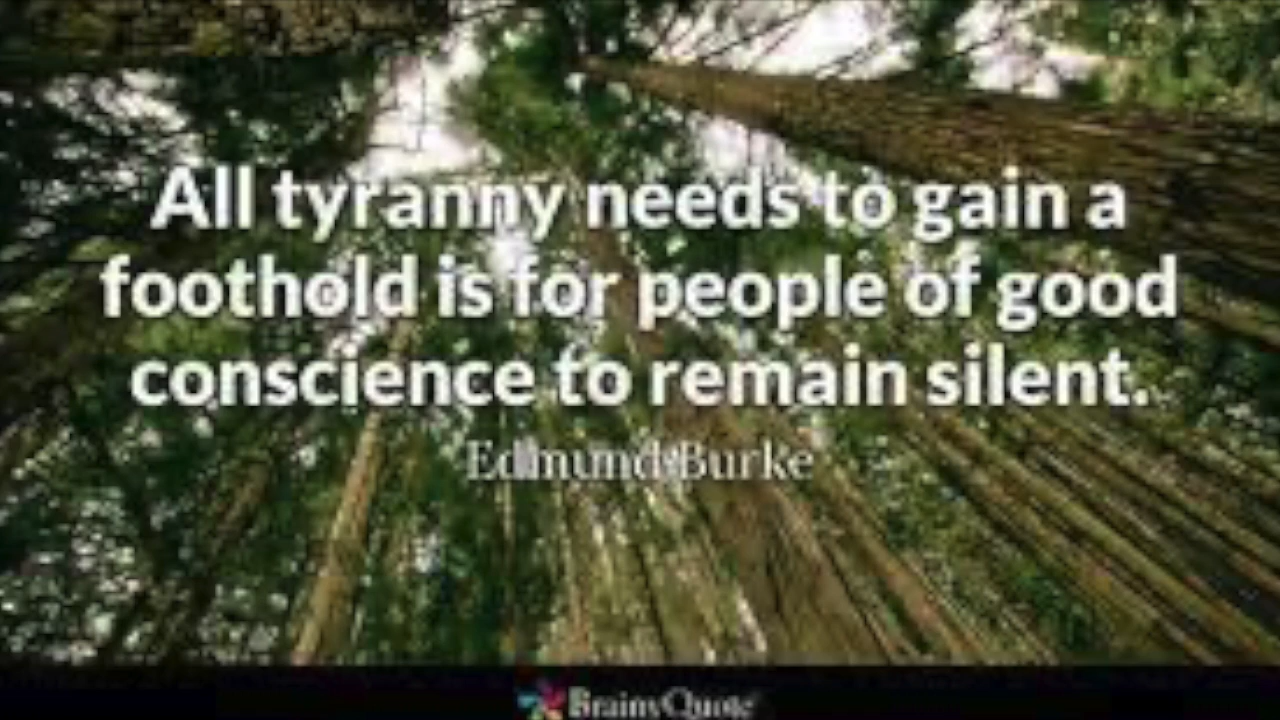 All tyranny needs to gain a
foothold is for people of good
conscience to remain silent.
Edmund Burke
BrainyQuote